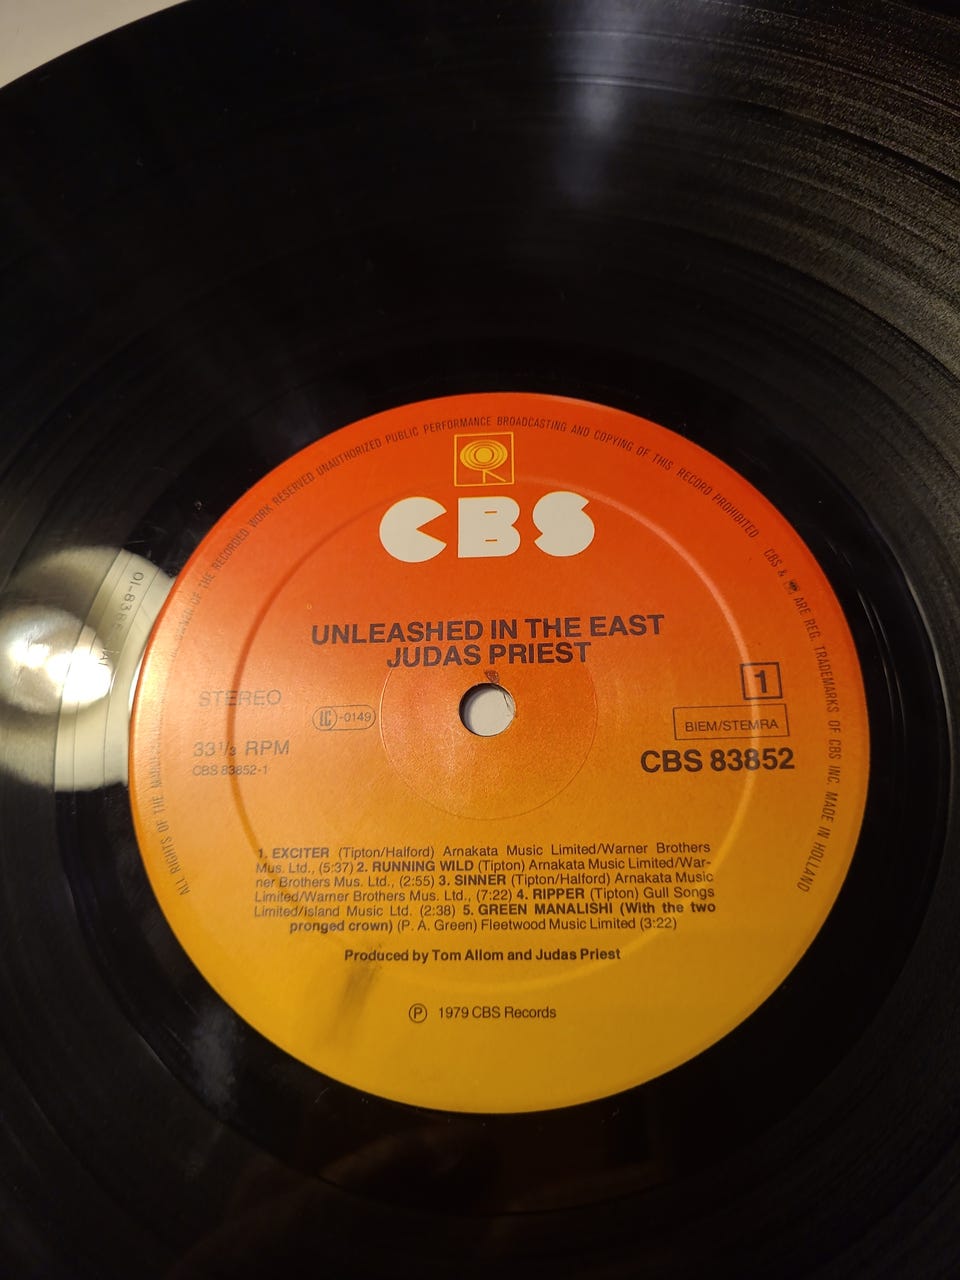 ALL RIGHTS OF THE MANUFACTURER AND OF THE OWNER OF THE RECORDED WORK RESERVED UNAUTHORIZED PUBLIC PERFORMANCE BROADCASTING AND COPYING OF THIS RECORD PROHIBITED
CBS & ARE REG. TRADEMARKS OF CBS INC. MADE IN HOLLAND
CBS
UNLEASHED IN THE EAST
JUDAS PRIEST
STEREO
LC -0149
33 1/3 RPM
CBS 83852-1
1
BIEM/STEMRA
CBS 83852
1. EXCITER (Tipton/Halford) Arnakata Music Limited/Warner Brothers
Mus. Ltd., (5:37) 2. RUNNING WILD (Tipton) Arnakata Music Limited/War-
ner Brothers Mus. Ltd., (2:55) 3. SINNER (Tipton/Halford) Arnakata Music
Limited/Warner Brothers Mus. Ltd., (7:22) 4. RIPPER (Tipton) Gull Songs
Limited/Island Music Ltd. (2:38) 5. GREEN MANALISHI (With the two
pronged crown) (P. A. Green) Fleetwood Music Limited (3:22)
Produced by Tom Allom and Judas Priest
Ⓟ 1979 CBS Records